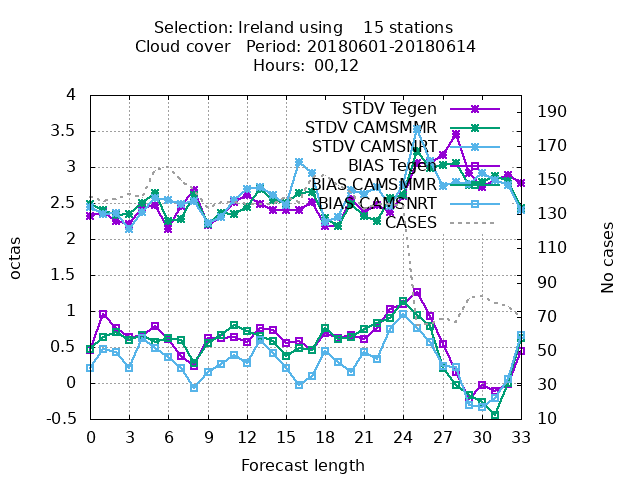 Selection: Ireland using 15 stations
Cloud cover Period: 20180601-20180614
Hours: 00,12
STDV Tegen
STDV CAMSMMR
STDV CAMSNRT
BIAS Tegen
BIAS CAMSMMR
BIAS CAMSNRT
CASES
octas
4
3.5
3
2.5
2
1.5
1
0.5
0
-0.5
No cases
190
170
150
130
110
90
70
50
30
10
0 3 6 9 12 15 18 21 24 27 30 33
Forecast length